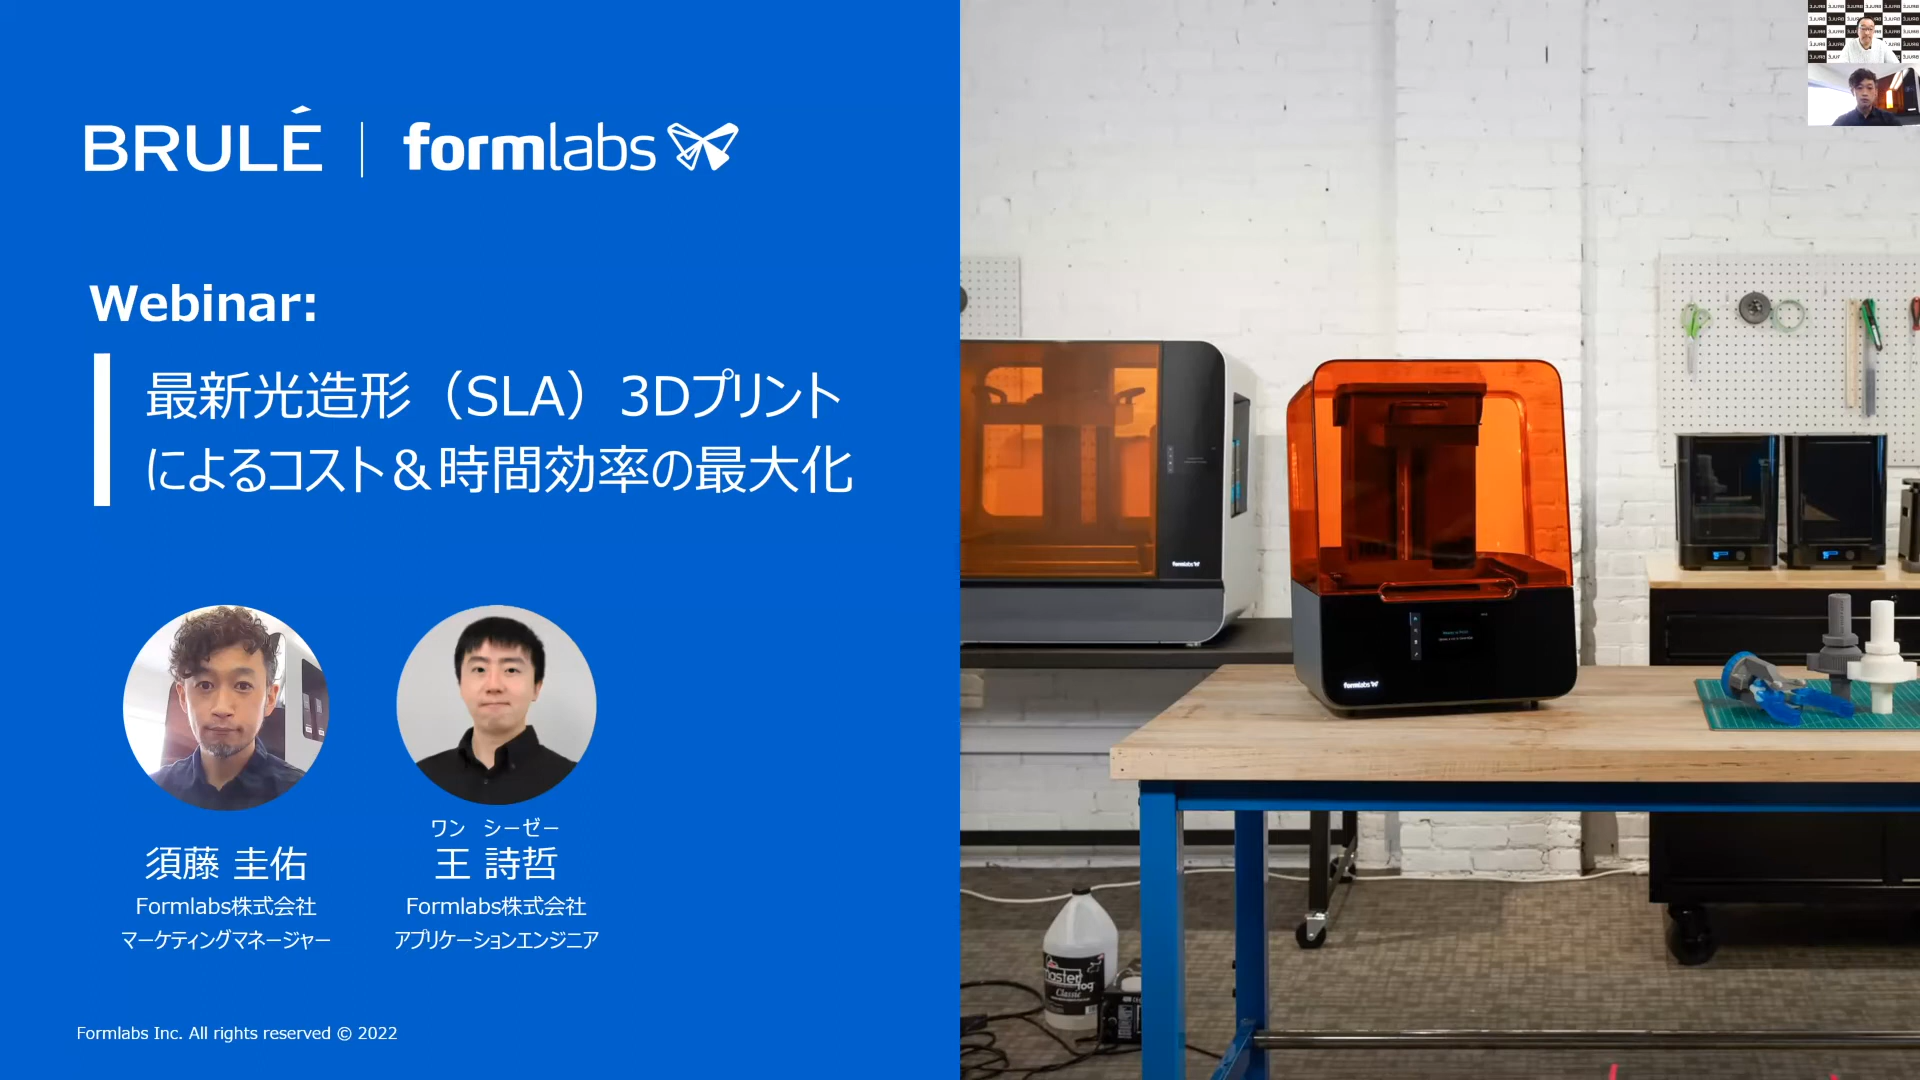 BRULÉ
formlabs
Webinar:
最新光造形（SLA）3Dプリント
によるコスト＆時間効率の最大化
ワン シーゼー
須藤 圭佑
王 詩哲
Formlabs株式会社
Formlabs株式会社
マーケティングマネージャー
アプリケーションエンジニア
Formlabs Inc. All rights reserved © 2022
formlabs
formlabs
master
fog
Classic